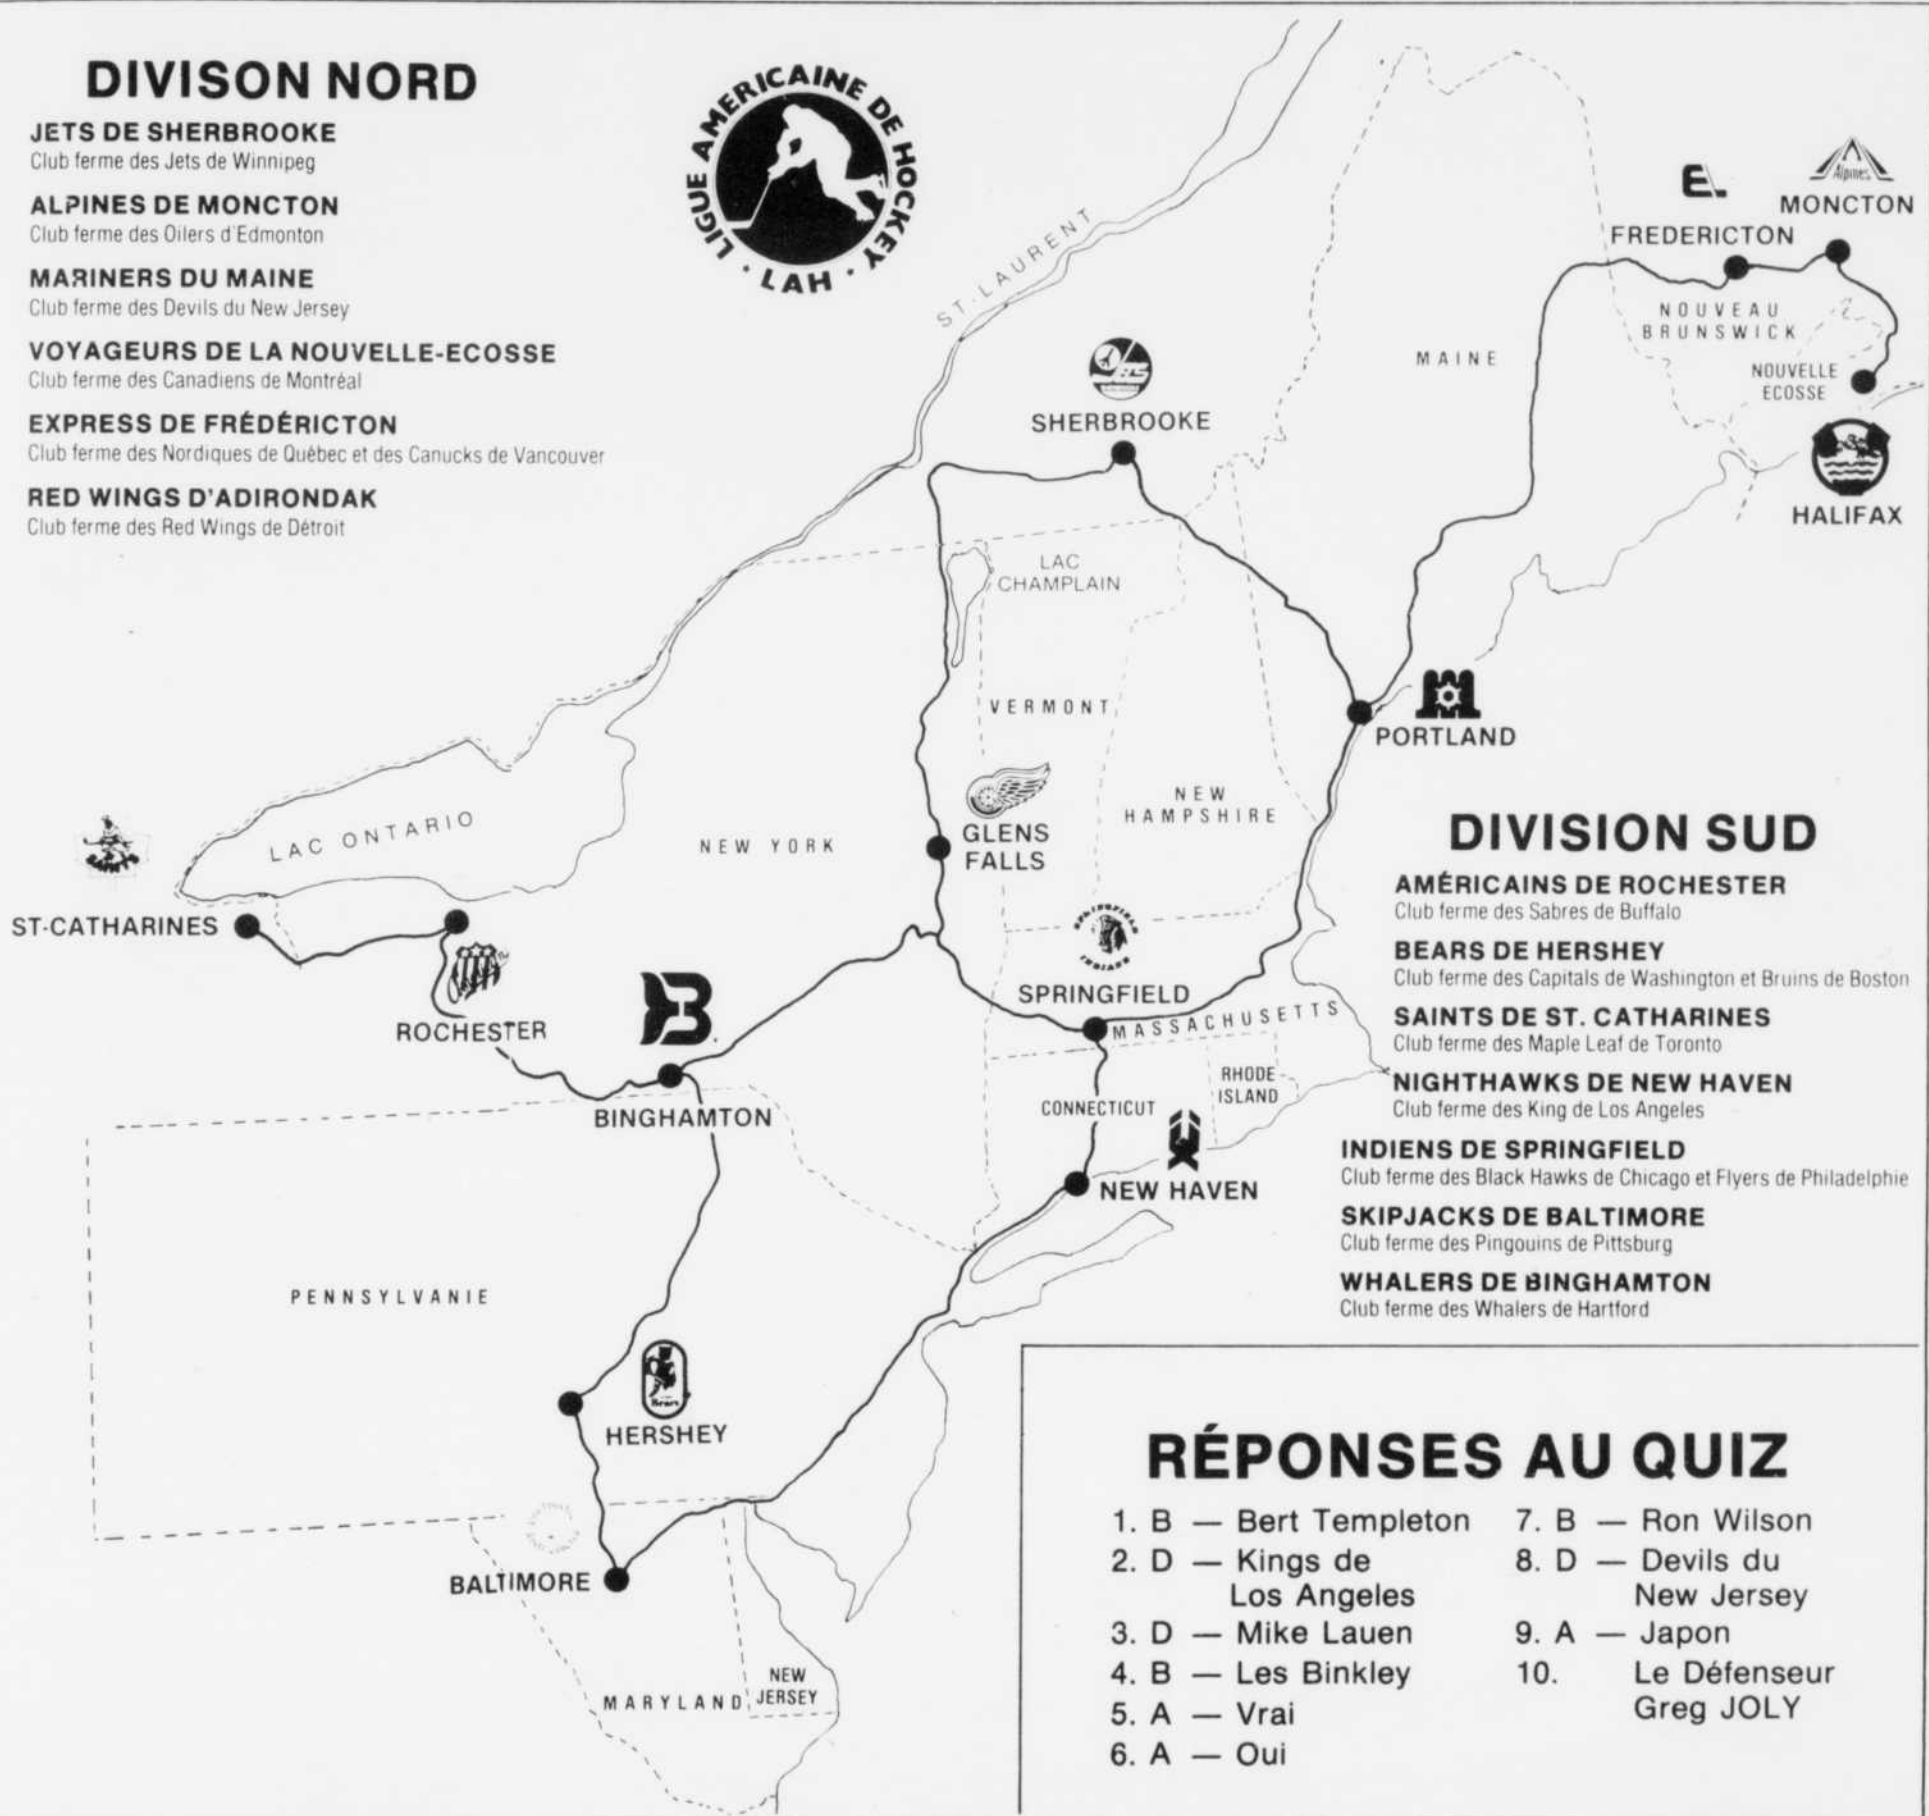 DIVISON NORD
JETS DE SHERBROOKE
Club ferme des Jets de Winnipeg
ALPINES DE MONCTON
Club ferme des Oilers d'Edmonton
MARINERS DU MAINE
Club ferme des Devils du New Jersey
VOYAGEURS DE LA NOUVELLE-ECOSSE
Club ferme des Canadiens de Montréal
EXPRESS DE FRÉDÉRICTON
Club ferme des Nordiques de Québec et des Canucks de Vancouver
RED WINGS D'ADIRONDAK
Club ferme des Red Wings de Détroit
LIGUE AMERICAINE DE HOCKEY
· LAH ·
ST-LAURENT
Alpines
MONCTON
FREDERICTON
NOUVEAU
BRUNSWICK
MAINE
NOUVELLE
ECOSSE
HALIFAX
SHERBROOKE
LAC
CHAMPLAIN
VERMONT
PORTLAND
NEW
HAMPSHIRE
GLENS
FALLS
NEW YORK
LAC ONTARIO
ST-CATHARINES
ROCHESTER
B
BINGHAMTON
SPRINGFIELD
INDIANS
SPRINGFIELD
MASSACHUSETTS
RHODE
ISLAND
CONNECTICUT
NEW HAVEN
PENNSYLVANIE
Bears
HERSHEY
BALTIMORE
MARYLAND
NEW
JERSEY
DIVISION SUD
AMÉRICAINS DE ROCHESTER
Club ferme des Sabres de Buffalo
BEARS DE HERSHEY
Club ferme des Capitals de Washington et Bruins de Boston
SAINTS DE ST. CATHARINES
Club ferme des Maple Leaf de Toronto
NIGHTHAWKS DE NEW HAVEN
Club ferme des King de Los Angeles
INDIENS DE SPRINGFIELD
Club ferme des Black Hawks de Chicago et Flyers de Philadelphie
SKIPJACKS DE BALTIMORE
Club ferme des Pingouins de Pittsburg
WHALERS DE BINGHAMTON
Club ferme des Whalers de Hartford
RÉPONSES AU QUIZ
1. B — Bert Templeton
2. D — Kings de
Los Angeles
3. D — Mike Lauen
4. B — Les Binkley
5. A — Vrai
6. A — Oui
7. B — Ron Wilson
8. D — Devils du
New Jersey
9. A — Japon
10. Le Défenseur
Greg JOLY